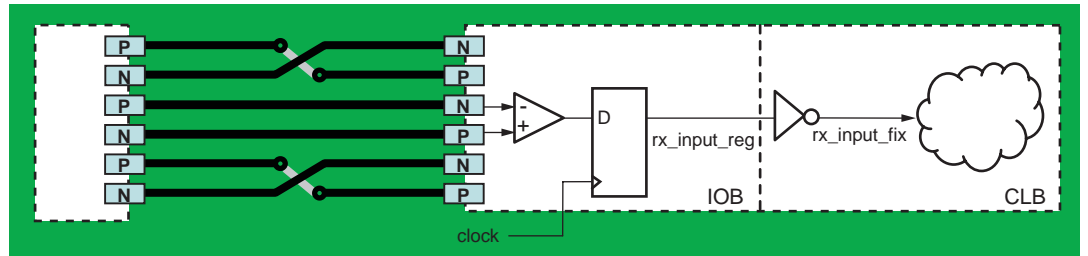 P N
N P
P N -
N P + D
rx_input_reg rx_input_fix
P N
N P
IOB CLB
clock